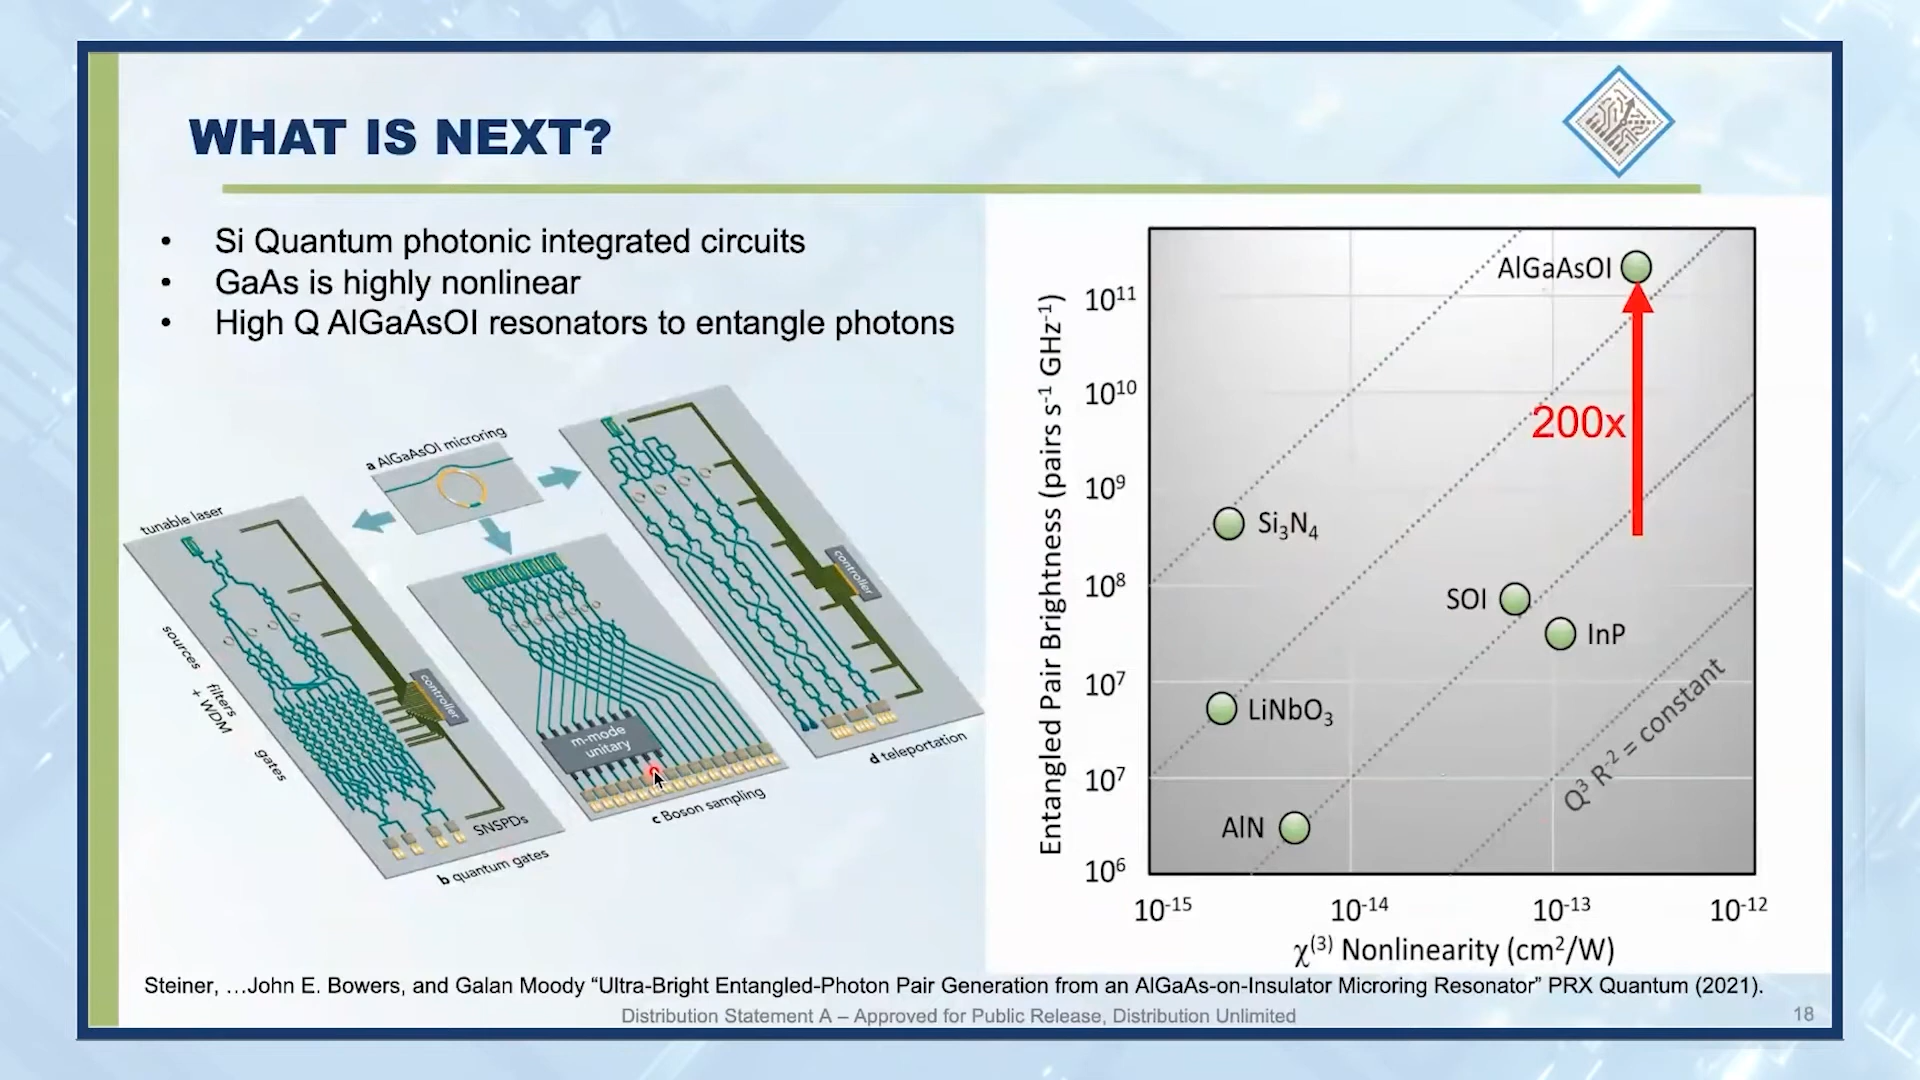 WHAT IS NEXT?
• Si Quantum photonic integrated circuits
• GaAs is highly nonlinear
• High Q AlGaAsOI resonators to entangle photons
a AlGaAsOI microring
tunable laser
sources
filters
+ WDM
gates
controller
SNSPDs
b quantum gates
m-mode
unitary
c Boson sampling
controller
d teleportation
Entangled Pair Brightness (pairs s⁻¹ GHz⁻¹)
10¹¹
10¹⁰
10⁹
10⁸
10⁷
10⁷
10⁶
AlGaAsOI
200x
Si₃N₄
SOI
InP
LiNbO₃
AlN
Q³ R⁻² = constant
10⁻¹⁵
10⁻¹⁴
10⁻¹³
10⁻¹²
χ⁽³⁾ Nonlinearity (cm²/W)
Steiner, …John E. Bowers, and Galan Moody “Ultra-Bright Entangled-Photon Pair Generation from an AlGaAs-on-Insulator Microring Resonator” PRX Quantum (2021).
Distribution Statement A – Approved for Public Release, Distribution Unlimited
18